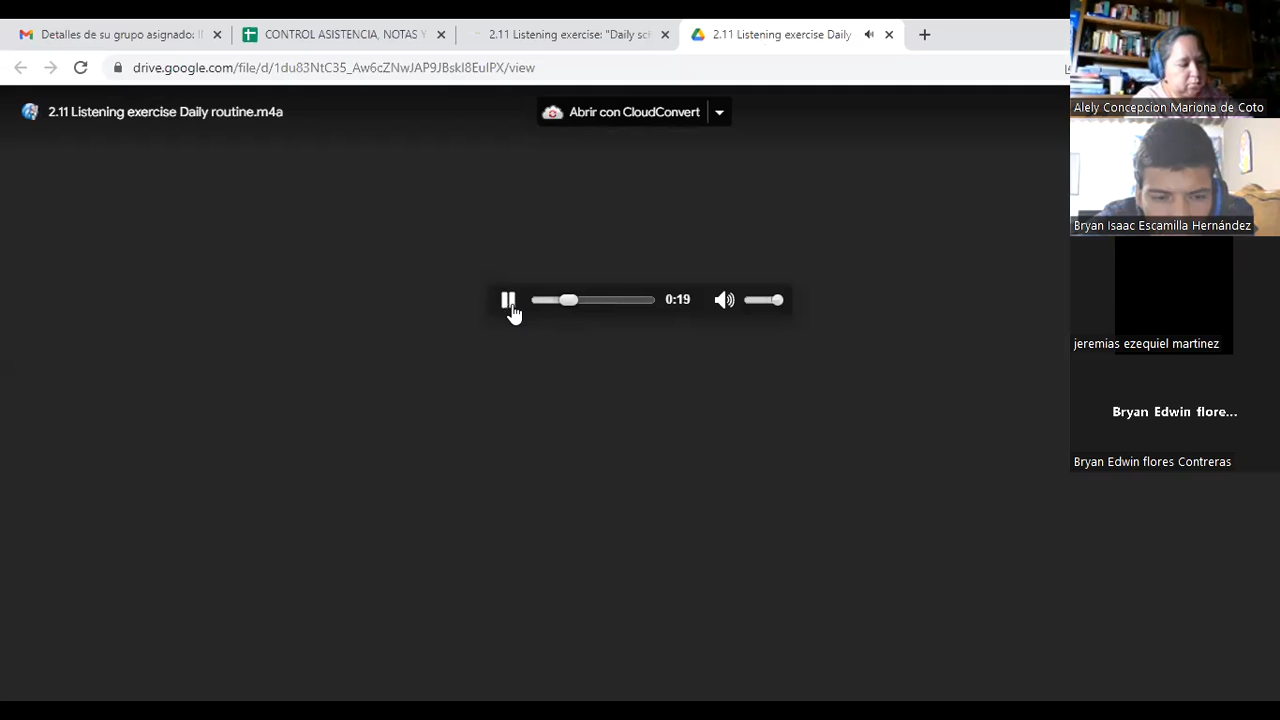 Detalles de su grupo asignado: I
CONTROL ASISTENCIA, NOTAS Y
2.11 Listening exercise: "Daily sch
2.11 Listening exercise Daily
drive.google.com/file/d/1du83NtC35_Aw6cZNwJAP9JBskI8EuIPX/view
2.11 Listening exercise Daily routine.m4a
Abrir con CloudConvert
0:19
Alely Concepcion Mariona de Coto
Bryan Isaac Escamilla Hernández
jeremias ezequiel martinez
Bryan Edwin flore...
Bryan Edwin flores Contreras